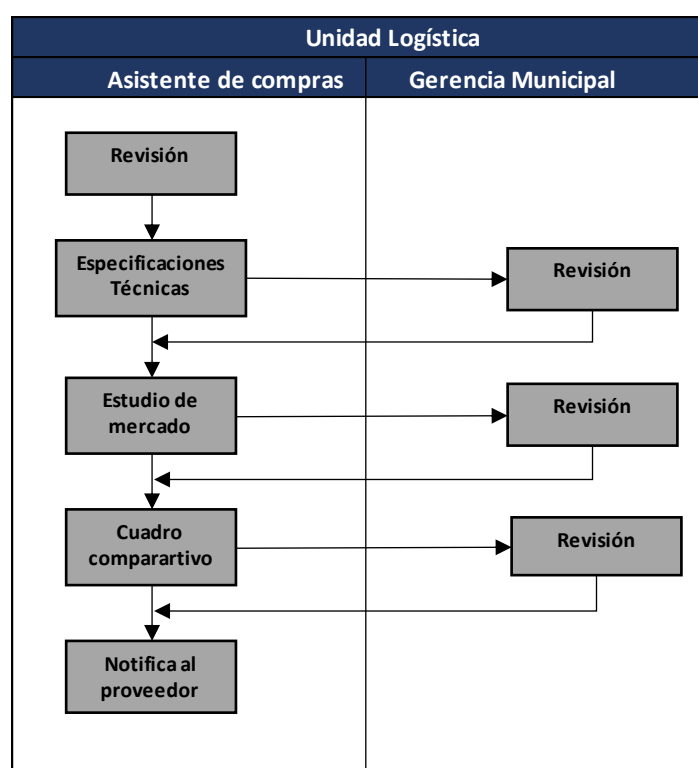 Unidad Logística
Asistente de compras
Gerencia Municipal
Revisión
Especificaciones
Técnicas
Revisión
Estudio de
mercado
Revisión
Cuadro
comparartivo
Revisión
Notifica al
proveedor